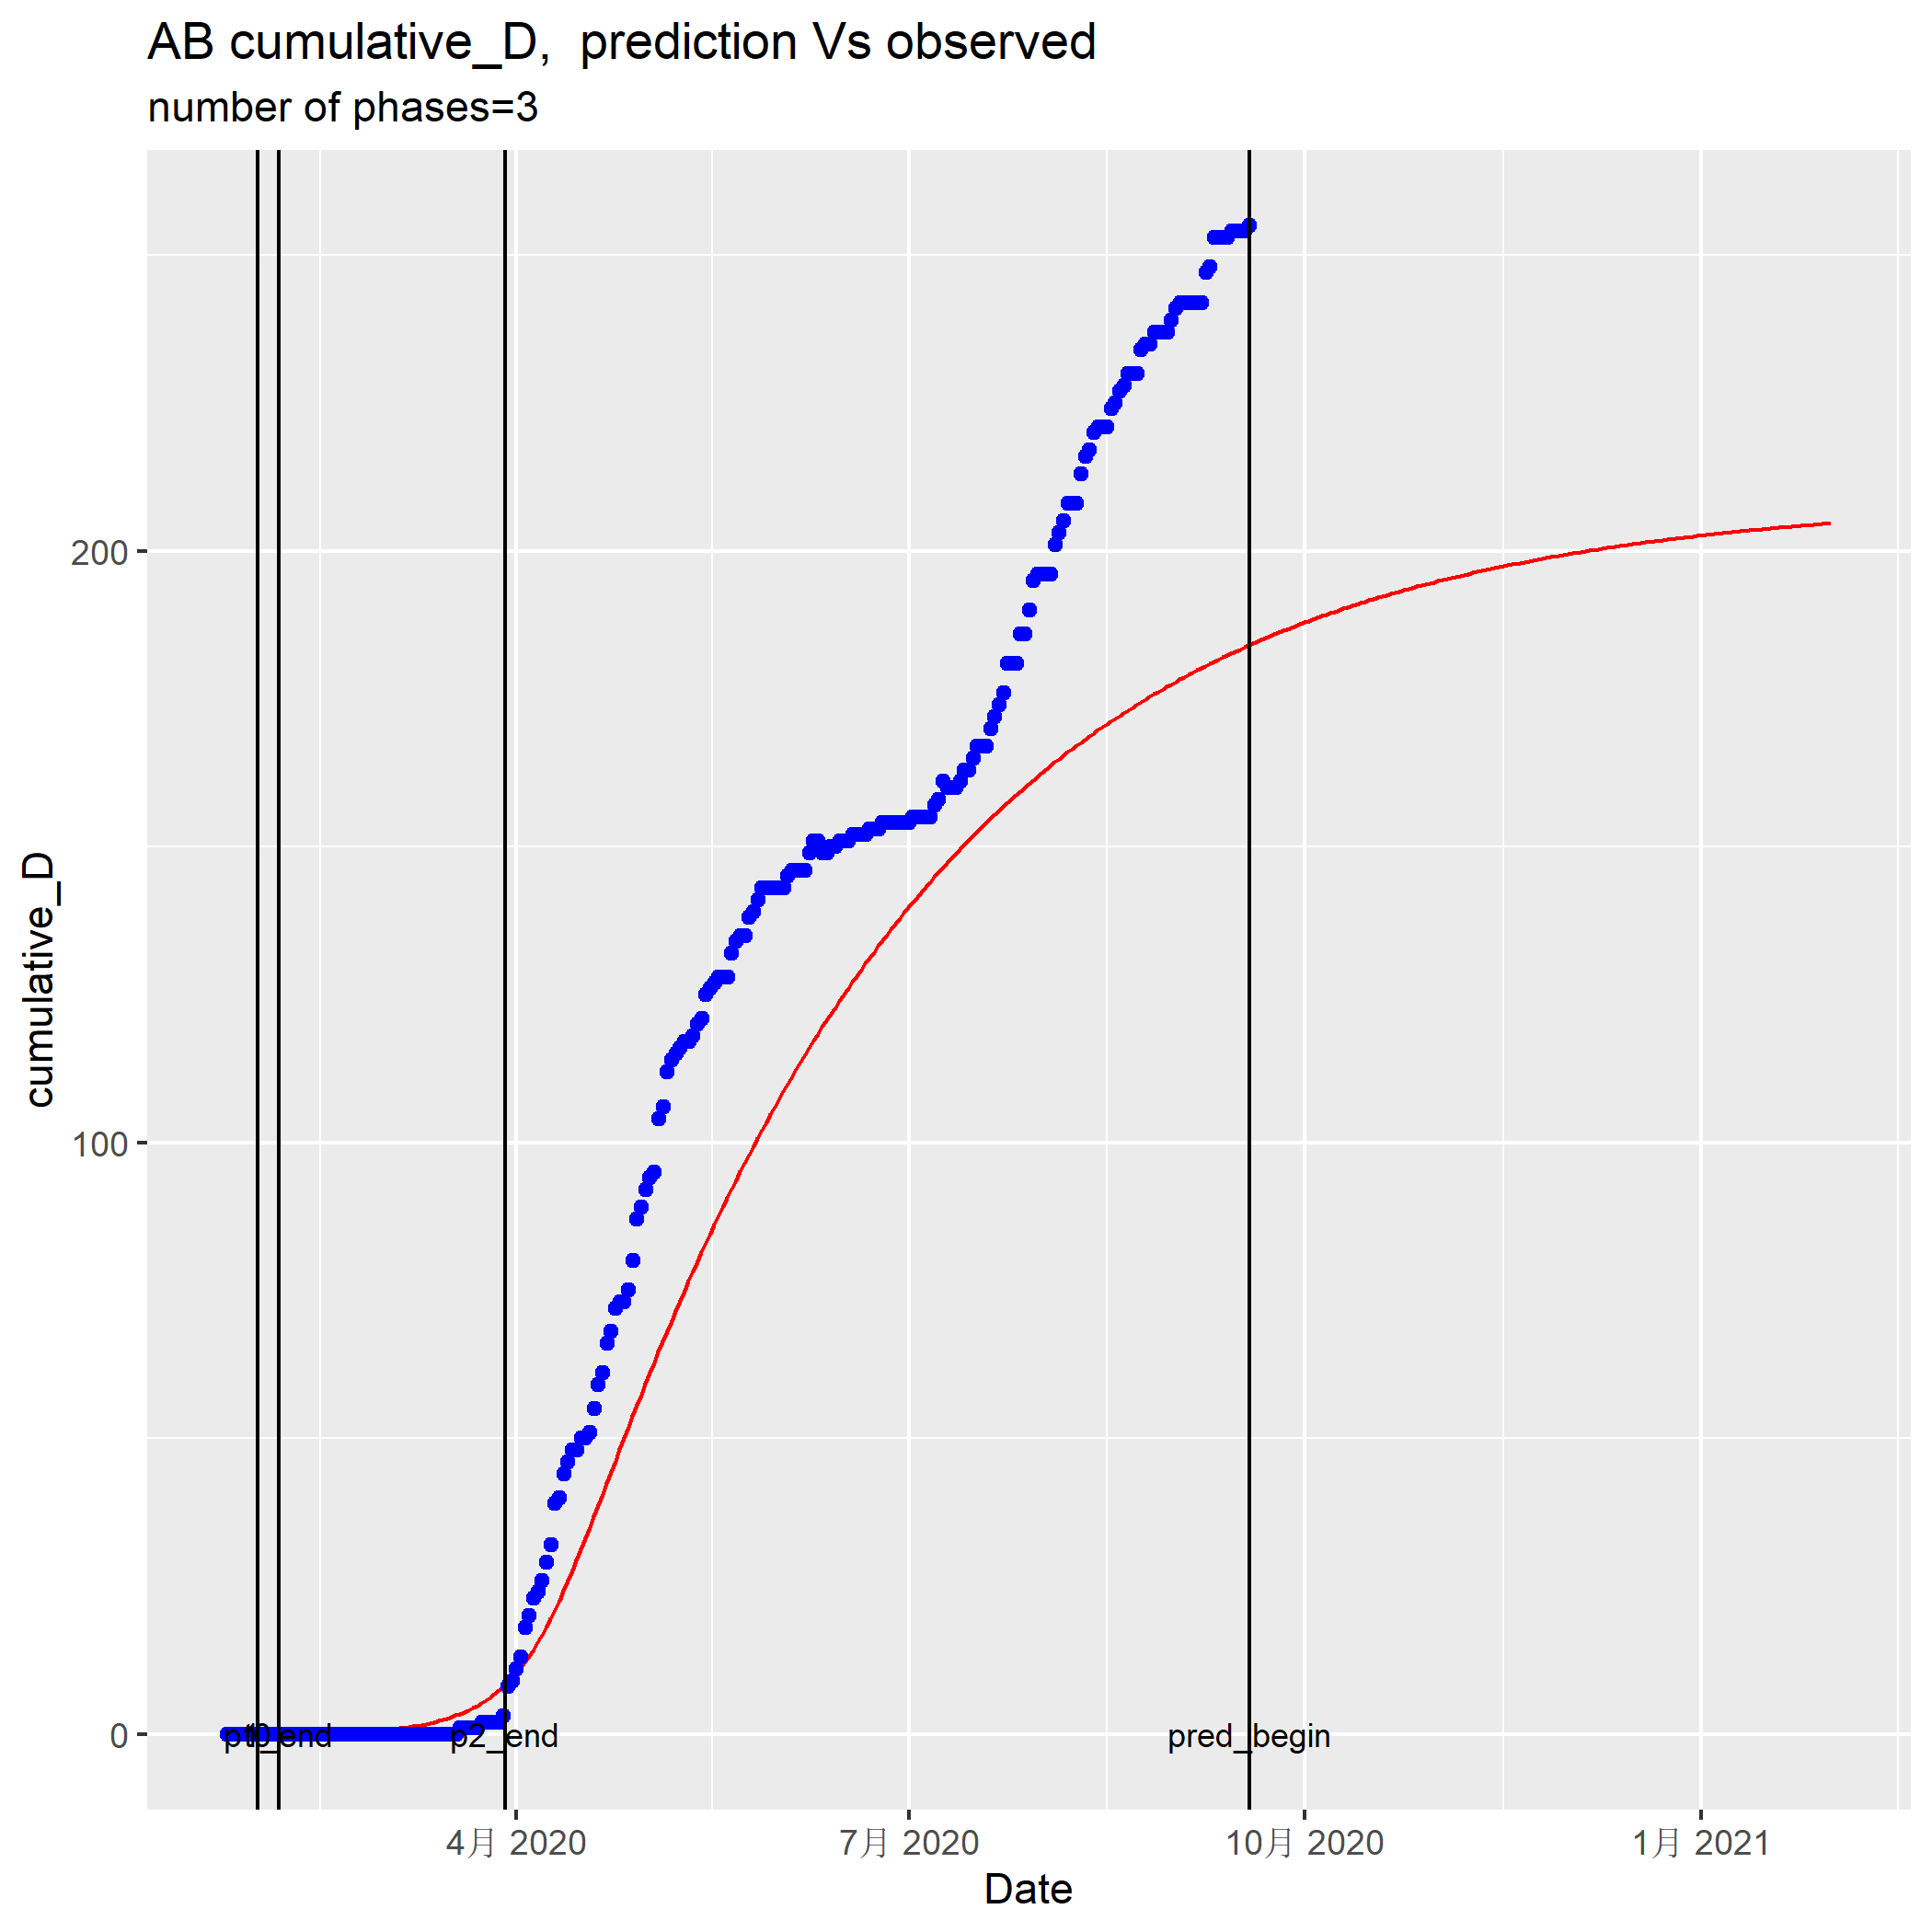 AB cumulative_D,  prediction Vs observed
number of phases=3
cumulative_D
200
100
0
p2_end
pred_begin
4月 2020
7月 2020
10月 2020
1月 2021
Date